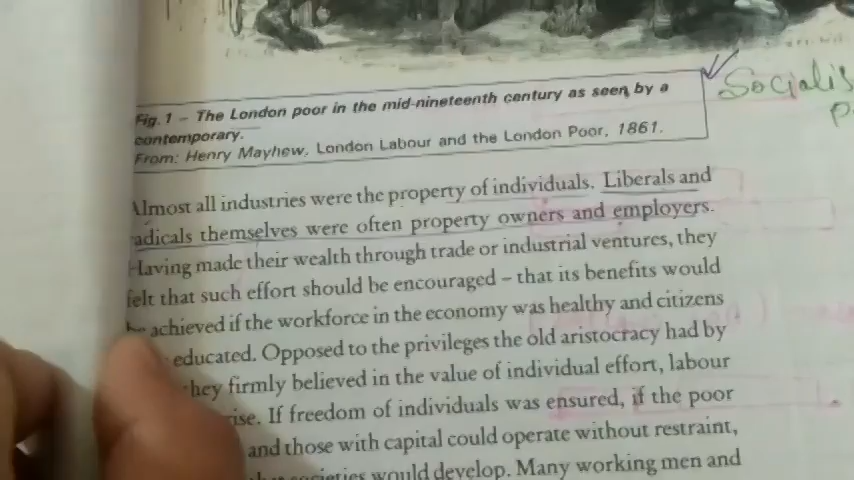 Fig. 1 – The London poor in the mid-nineteenth century as seen by a
contemporary.
From: Henry Mayhew, London Labour and the London Poor, 1861.
Socialis
Almost all industries were the property of individuals. Liberals and
adicals themselves were often property owners and employers.
Having made their wealth through trade or industrial ventures, they
felt that such effort should be encouraged – that its benefits would
achieved if the workforce in the economy was healthy and citizens
educated. Opposed to the privileges the old aristocracy had by
hey firmly believed in the value of individual effort, labour
rise. If freedom of individuals was ensured, if the poor
and those with capital could operate without restraint,
societies would develop. Many working men and